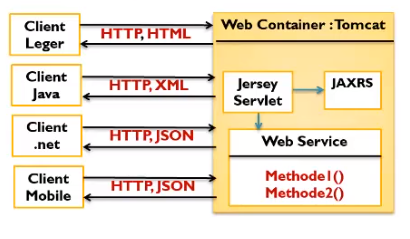 Client
Leger
HTTP, HTML
Web Container : Tomcat
Client
Java
HTTP, XML
Jersey
Servlet
JAXRS
Client
.net
HTTP, JSON
Web Service
Client
Mobile
HTTP, JSON
Methode1()
Methode2()